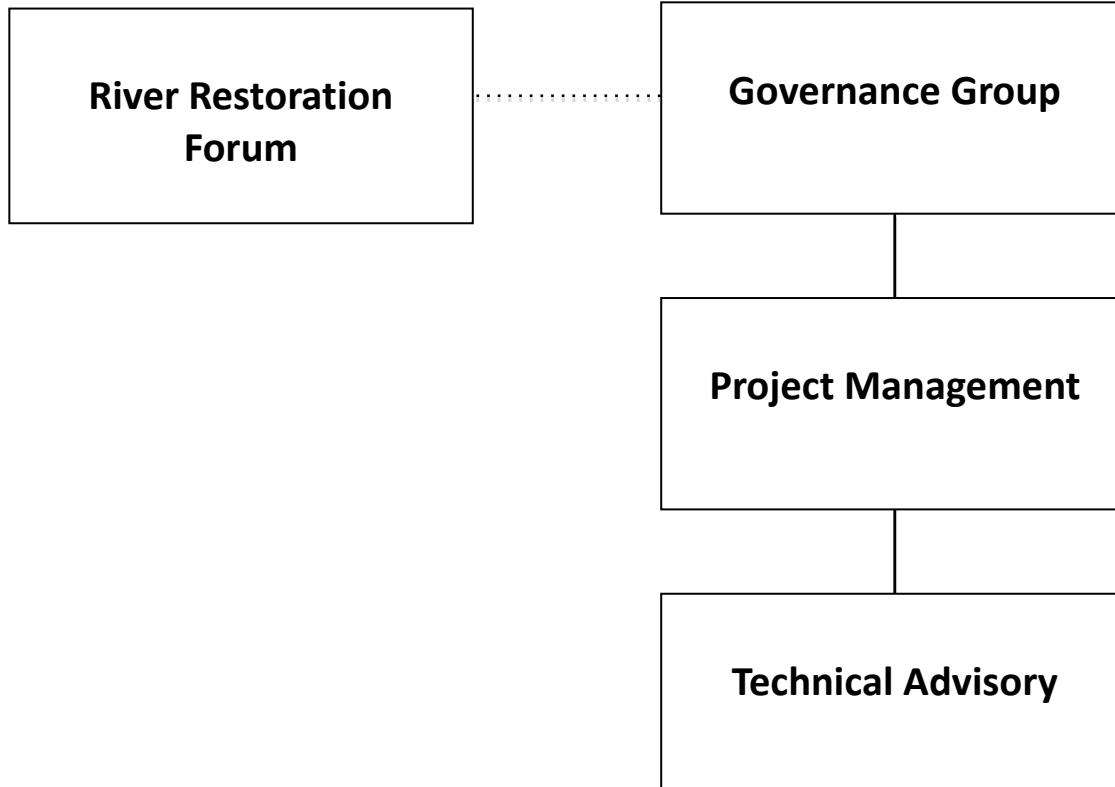 River Restoration
Forum
Governance Group
Project Management
Technical Advisory